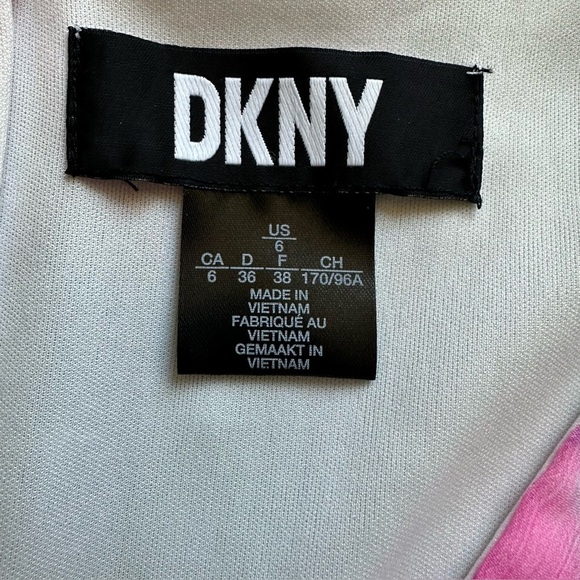 DKNY
US
6
CA D F CH
6 36 38 170/96A
MADE IN
VIETNAM
FABRIQUÉ AU
VIETNAM
GEMAAKT IN
VIETNAM